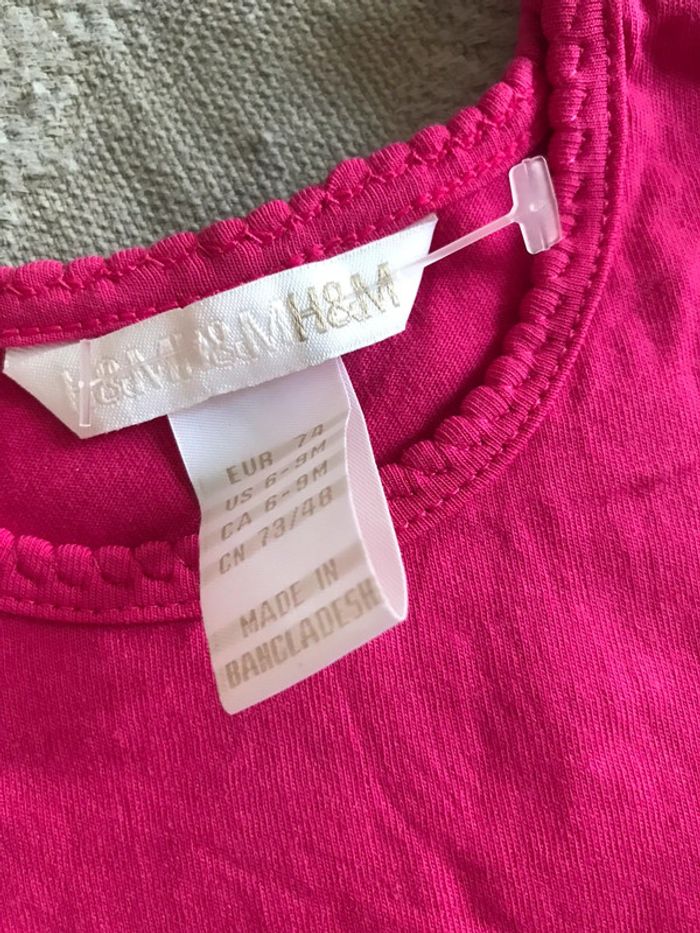 H&M H&M H&M
EUR 74
US 6-9M
CA 6-9M
CN 73/48
MADE IN
BANGLADESH